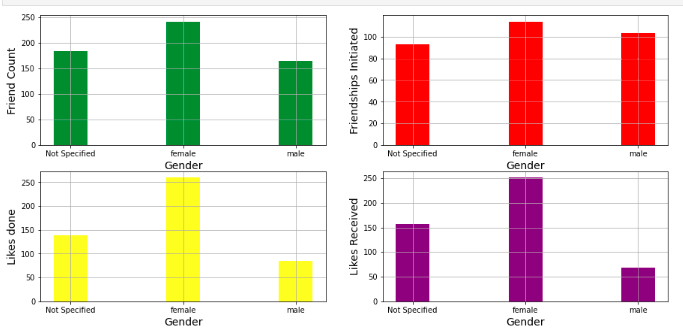 250
200
150
100
50
0
Friend Count
Not Specified female male
Gender
100
80
60
40
20
0
Friendships Initiated
Not Specified female male
Gender
250
200
150
100
50
0
Likes done
Not Specified female male
Gender
250
200
150
100
50
0
Likes Received
Not Specified female male
Gender